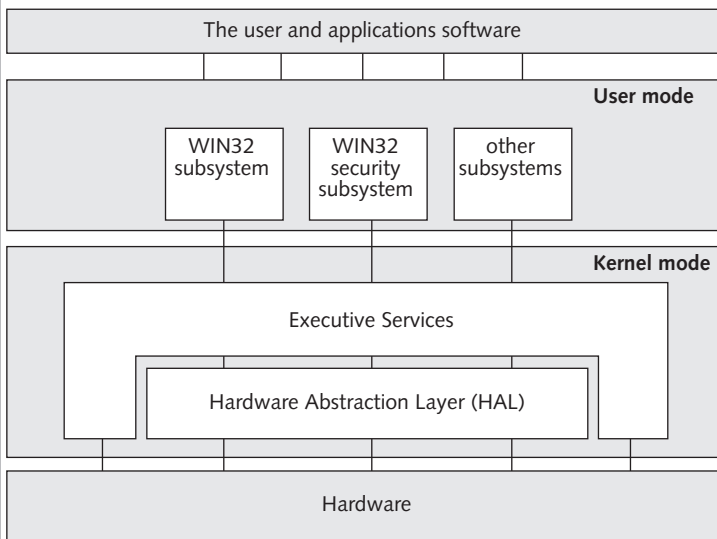 The user and applications software
User mode
WIN32
subsystem
WIN32
security
subsystem
other
subsystems
Kernel mode
Executive Services
Hardware Abstraction Layer (HAL)
Hardware